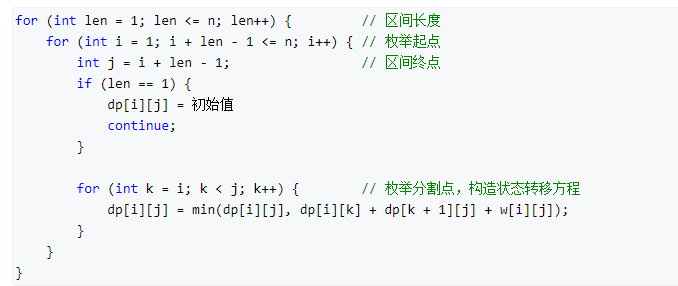 for (int len = 1; len <= n; len++) {         // 区间长度
    for (int i = 1; i + len - 1 <= n; i++) { // 枚举起点
        int j = i + len - 1;                 // 区间终点
        if (len == 1) {
            dp[i][j] = 初始值
            continue;
        }

        for (int k = i; k < j; k++) {        // 枚举分割点，构造状态转移方程
            dp[i][j] = min(dp[i][j], dp[i][k] + dp[k + 1][j] + w[i][j]);
        }
    }
}